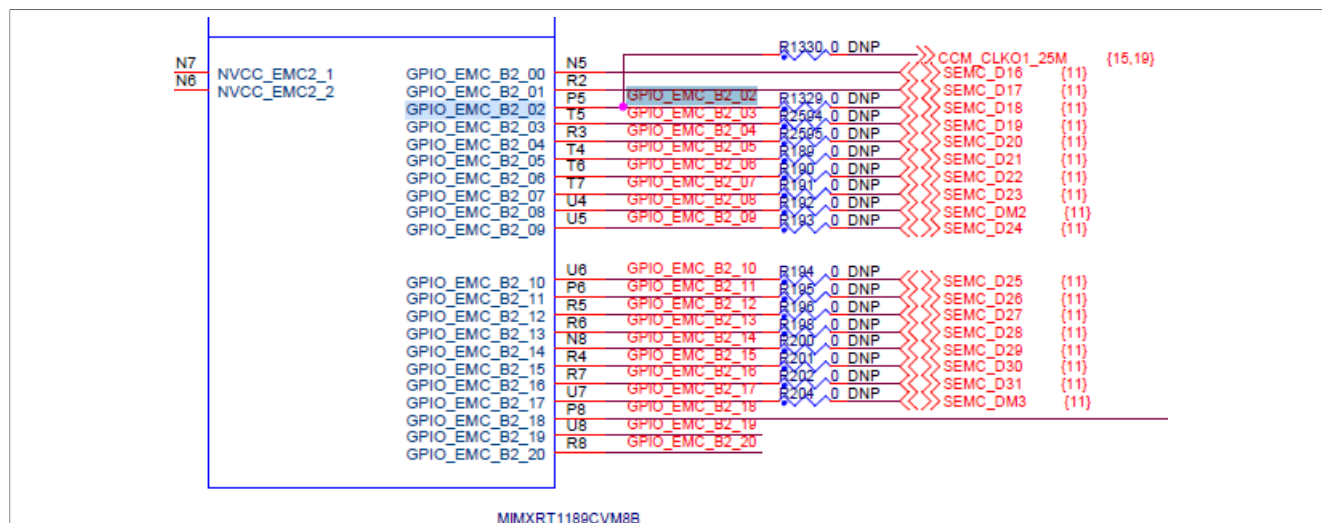 R1330 0 DNP CCM_CLKO1_25M {15,19}
N7 NVCC_EMC2_1 GPIO_EMC_B2_00 N5 SEMC_D16 {11}
N6 NVCC_EMC2_2 GPIO_EMC_B2_01 R2 SEMC_D17 {11}
GPIO_EMC_B2_02 P5 GPIO_EMC_B2_02 R1329 0 DNP SEMC_D18 {11}
GPIO_EMC_B2_03 T5 GPIO_EMC_B2_03 R2594 0 DNP SEMC_D19 {11}
GPIO_EMC_B2_04 R3 GPIO_EMC_B2_04 R2595 0 DNP SEMC_D20 {11}
GPIO_EMC_B2_05 T4 GPIO_EMC_B2_05 R189 0 DNP SEMC_D21 {11}
GPIO_EMC_B2_06 T6 GPIO_EMC_B2_06 R190 0 DNP SEMC_D22 {11}
GPIO_EMC_B2_07 T7 GPIO_EMC_B2_07 R191 0 DNP SEMC_D23 {11}
GPIO_EMC_B2_08 U4 GPIO_EMC_B2_08 R192 0 DNP SEMC_DM2 {11}
GPIO_EMC_B2_09 U5 GPIO_EMC_B2_09 R193 0 DNP SEMC_D24 {11}
GPIO_EMC_B2_10 U6 GPIO_EMC_B2_10 R194 0 DNP SEMC_D25 {11}
GPIO_EMC_B2_11 P6 GPIO_EMC_B2_11 R195 0 DNP SEMC_D26 {11}
GPIO_EMC_B2_12 R5 GPIO_EMC_B2_12 R196 0 DNP SEMC_D27 {11}
GPIO_EMC_B2_13 R6 GPIO_EMC_B2_13 R198 0 DNP SEMC_D28 {11}
GPIO_EMC_B2_14 N8 GPIO_EMC_B2_14 R200 0 DNP SEMC_D29 {11}
GPIO_EMC_B2_15 R4 GPIO_EMC_B2_15 R201 0 DNP SEMC_D30 {11}
GPIO_EMC_B2_16 R7 GPIO_EMC_B2_16 R202 0 DNP SEMC_D31 {11}
GPIO_EMC_B2_17 U7 GPIO_EMC_B2_17 R204 0 DNP SEMC_DM3 {11}
GPIO_EMC_B2_18 P8 GPIO_EMC_B2_18
GPIO_EMC_B2_19 U8 GPIO_EMC_B2_19
GPIO_EMC_B2_20 R8 GPIO_EMC_B2_20
MIMXRT1189CVM8B